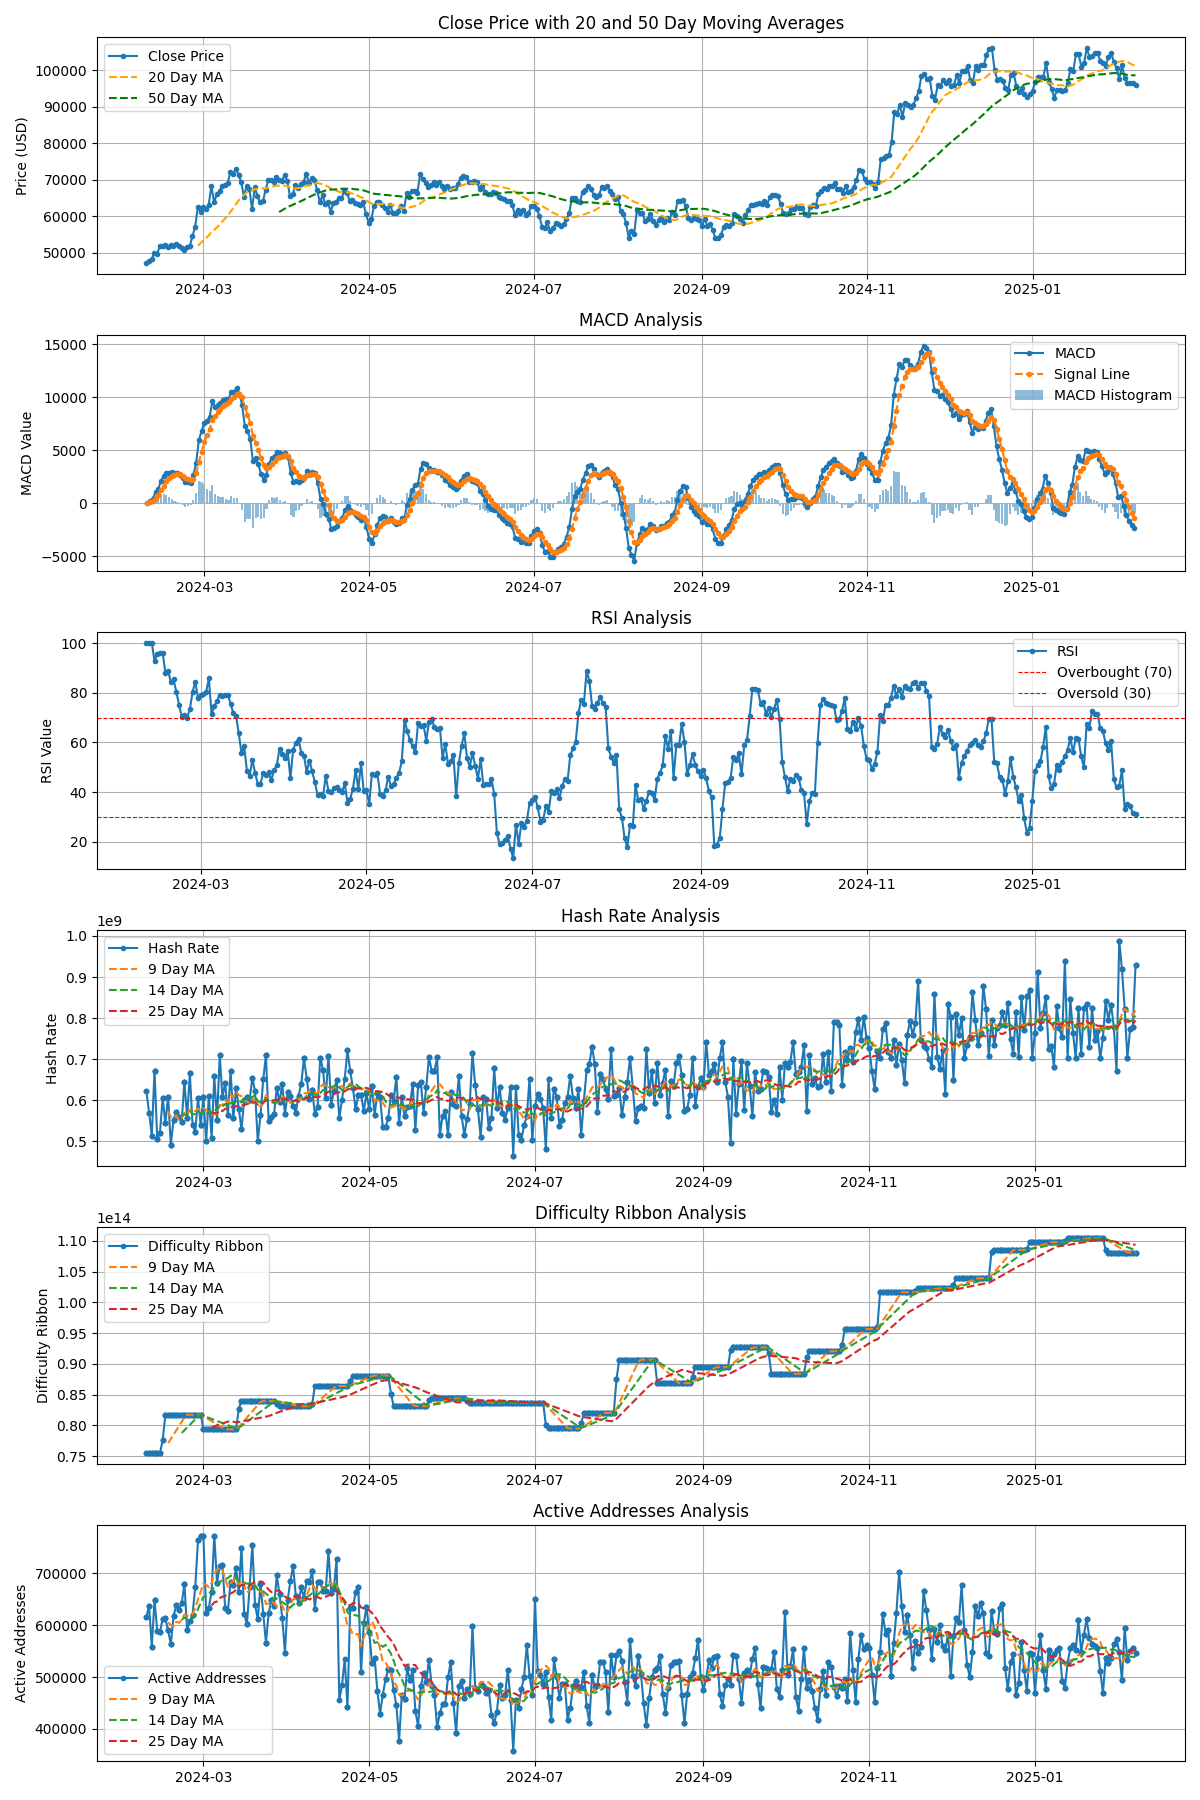 Close Price with 20 and 50 Day Moving Averages
Close Price
20 Day MA
50 Day MA
Price (USD)
100000
90000
80000
70000
60000
50000
2024-03 2024-05 2024-07 2024-09 2024-11 2025-01
MACD Analysis
MACD
Signal Line
MACD Histogram
MACD Value
15000
10000
5000
0
−5000
2024-03 2024-05 2024-07 2024-09 2024-11 2025-01
RSI Analysis
RSI
Overbought (70)
Oversold (30)
RSI Value
100
80
60
40
20
2024-03 2024-05 2024-07 2024-09 2024-11 2025-01
Hash Rate Analysis
1e9
Hash Rate
9 Day MA
14 Day MA
25 Day MA
Hash Rate
1.0
0.9
0.8
0.7
0.6
0.5
2024-03 2024-05 2024-07 2024-09 2024-11 2025-01
Difficulty Ribbon Analysis
1e14
Difficulty Ribbon
9 Day MA
14 Day MA
25 Day MA
Difficulty Ribbon
1.10
1.05
1.00
0.95
0.90
0.85
0.80
0.75
2024-03 2024-05 2024-07 2024-09 2024-11 2025-01
Active Addresses Analysis
Active Addresses
700000
600000
500000
400000
Active Addresses
9 Day MA
14 Day MA
25 Day MA
2024-03 2024-05 2024-07 2024-09 2024-11 2025-01